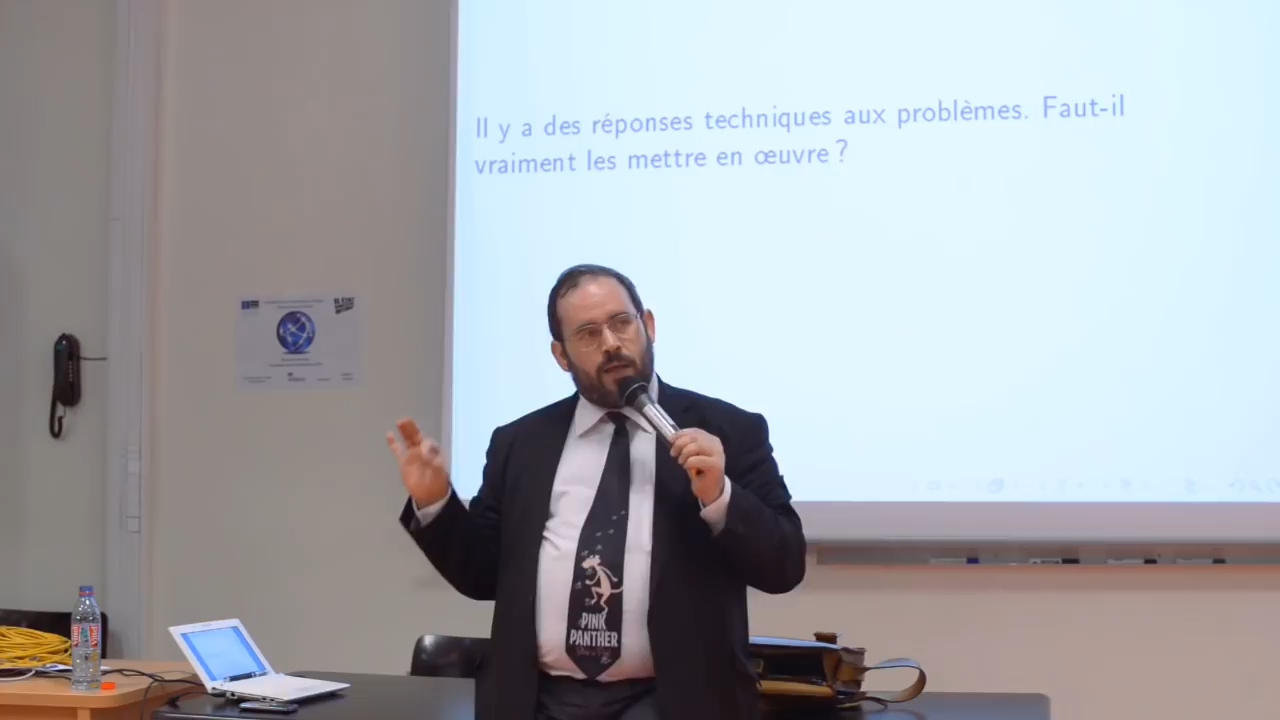 Il y a des réponses techniques aux problèmes. Faut-il
vraiment les mettre en œuvre ?
PINK
PANTHER